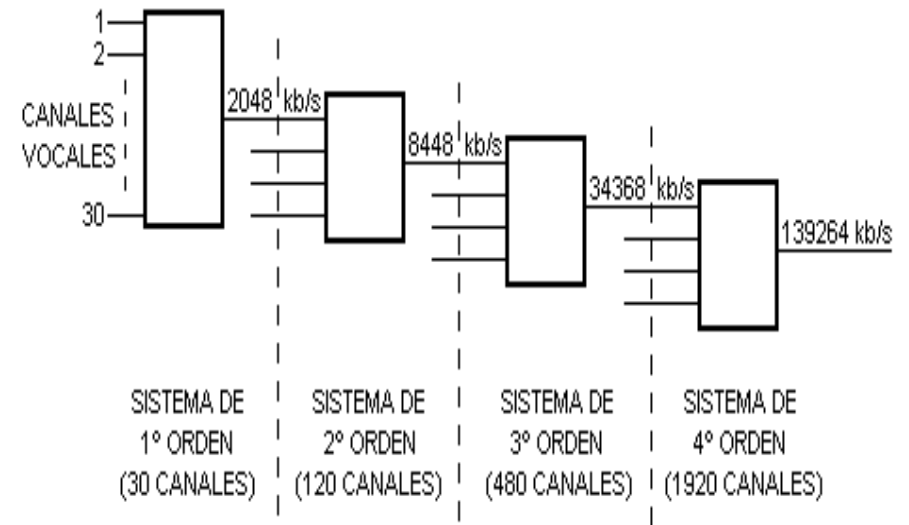 1
2
CANALES
VOCALES
30
2048 kb/s
8448 kb/s
34368 kb/s
139264 kb/s
SISTEMA DE
1º ORDEN
(30 CANALES)
SISTEMA DE
2º ORDEN
(120 CANALES)
SISTEMA DE
3º ORDEN
(480 CANALES)
SISTEMA DE
4º ORDEN
(1920 CANALES)